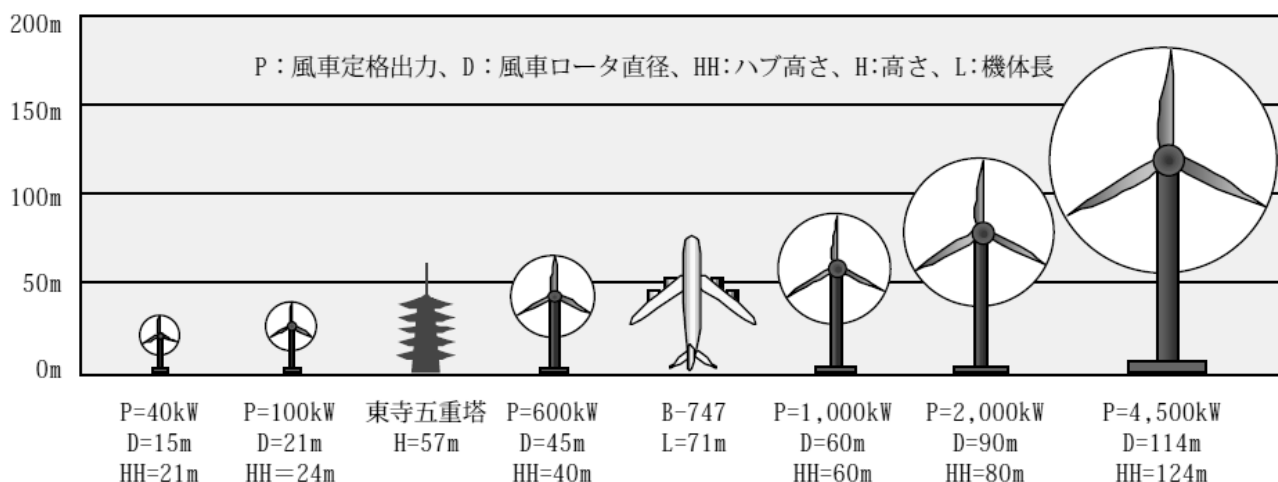 200m
P：風車定格出力、D：風車ロータ直径、HH:ハブ高さ、H:高さ、L:機体長
150m
100m
50m
0m
P=40kW
D=15m
HH=21m
P=100kW
D=21m
HH＝24m
東寺五重塔
H=57m
P=600kW
D=45m
HH=40m
B-747
L=71m
P=1,000kW
D=60m
HH=60m
P=2,000kW
D=90m
HH=80m
P=4,500kW
D=114m
HH=124m